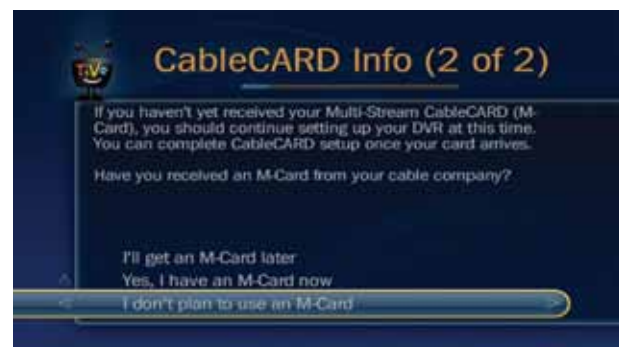 TiVo
CableCARD Info (2 of 2)
If you haven't yet received your Multi-Stream CableCARD (M-
Card), you should continue setting up your DVR at this time.
You can complete CableCARD setup once your card arrives.
Have you received an M-Card from your cable company?
I'll get an M-Card later
Yes, I have an M-Card now
I don't plan to use an M-Card